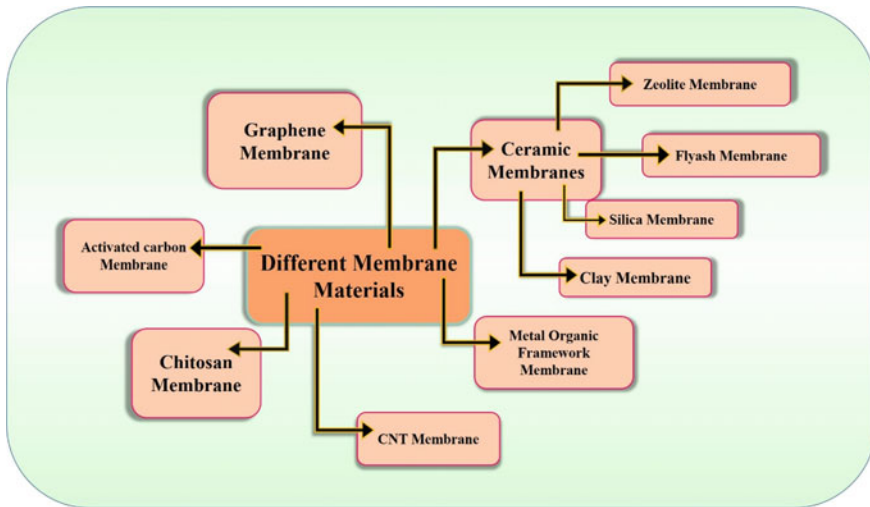 Zeolite Membrane
Graphene
Membrane
Ceramic
Membranes
Flyash Membrane
Silica Membrane
Activated carbon
Membrane
Different Membrane
Materials
Clay Membrane
Metal Organic
Framework
Membrane
Chitosan
Membrane
CNT Membrane